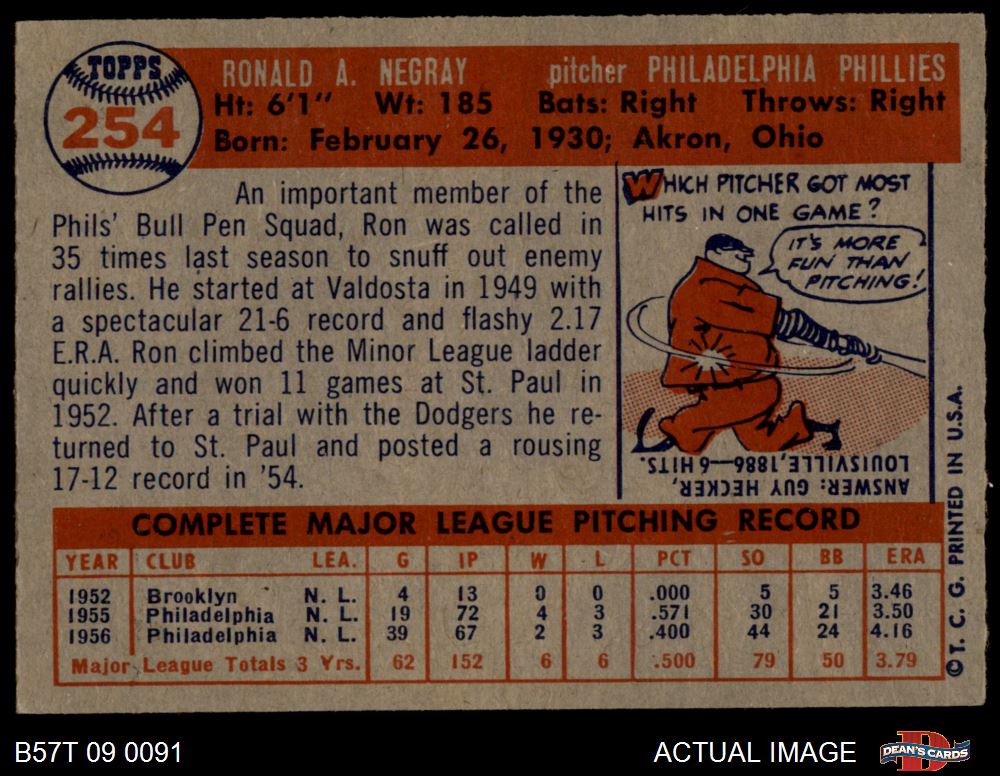 TOPPS
254
RONALD A. NEGRAY pitcher PHILADELPHIA PHILLIES
Ht: 6'1" Wt: 185 Bats: Right Throws: Right
Born: February 26, 1930; Akron, Ohio
An important member of the
Phils' Bull Pen Squad, Ron was called in
35 times last season to snuff out enemy
rallies. He started at Valdosta in 1949 with
a spectacular 21-6 record and flashy 2.17
E.R.A. Ron climbed the Minor League ladder
quickly and won 11 games at St. Paul in
1952. After a trial with the Dodgers he re-
turned to St. Paul and posted a rousing
17-12 record in '54.
WHICH PITCHER GOT MOST
HITS IN ONE GAME?
IT'S MORE
FUN THAN
PITCHING!
ANSWER: GUY HECKER,
LOUISVILLE, 1886—6 HITS.
COMPLETE MAJOR LEAGUE PITCHING RECORD
YEAR CLUB LEA. G IP W L PCT SO BB ERA
1952 Brooklyn N. L. 4 13 0 0 .000 5 5 3.46
1955 Philadelphia N. L. 19 72 4 3 .571 30 21 3.50
1956 Philadelphia N. L. 39 67 2 3 .400 44 24 4.16
Major League Totals 3 Yrs. 62 152 6 6 .500 79 50 3.79
© T. C. G. PRINTED IN U.S.A.
B57T 09 0091
ACTUAL IMAGE
D
DEAN'S CARDS